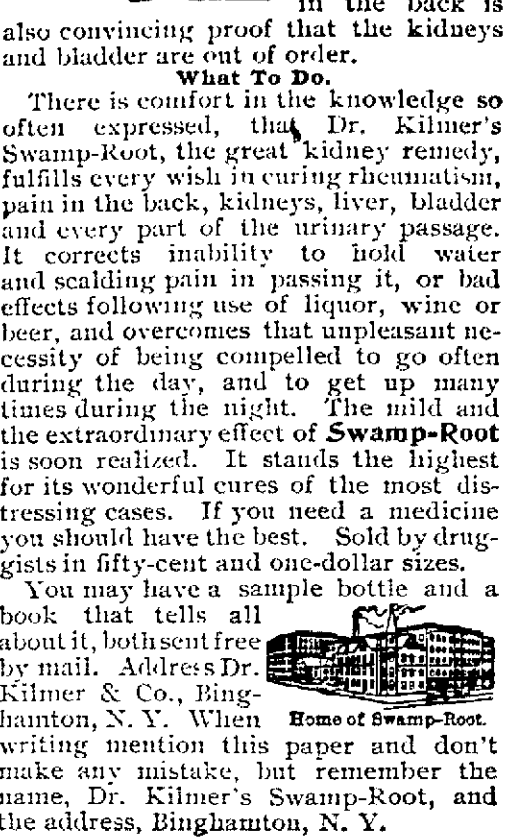 in the back is
also convincing proof that the kidneys
and bladder are out of order.
What To Do.
There is comfort in the knowledge so
often expressed, that Dr. Kilmer's
Swamp-Root, the great kidney remedy,
fulfills every wish in curing rheumatism,
pain in the back, kidneys, liver, bladder
and every part of the urinary passage.
It corrects inability to hold water
and scalding pain in passing it, or bad
effects following use of liquor, wine or
beer, and overcomes that unpleasant ne-
cessity of being compelled to go often
during the day, and to get up many
times during the night. The mild and
the extraordinary effect of Swamp-Root
is soon realized. It stands the highest
for its wonderful cures of the most dis-
tressing cases. If you need a medicine
you should have the best. Sold by drug-
gists in fifty-cent and one-dollar sizes.
You may have a sample bottle and a
book that tells all
about it, both sent free
by mail. Address Dr.
Kilmer & Co., Bing-
hamton, N. Y. When
Home of Swamp-Root.
writing mention this paper and don't
make any mistake, but remember the
name, Dr. Kilmer's Swamp-Root, and
the address, Binghamton, N. Y.